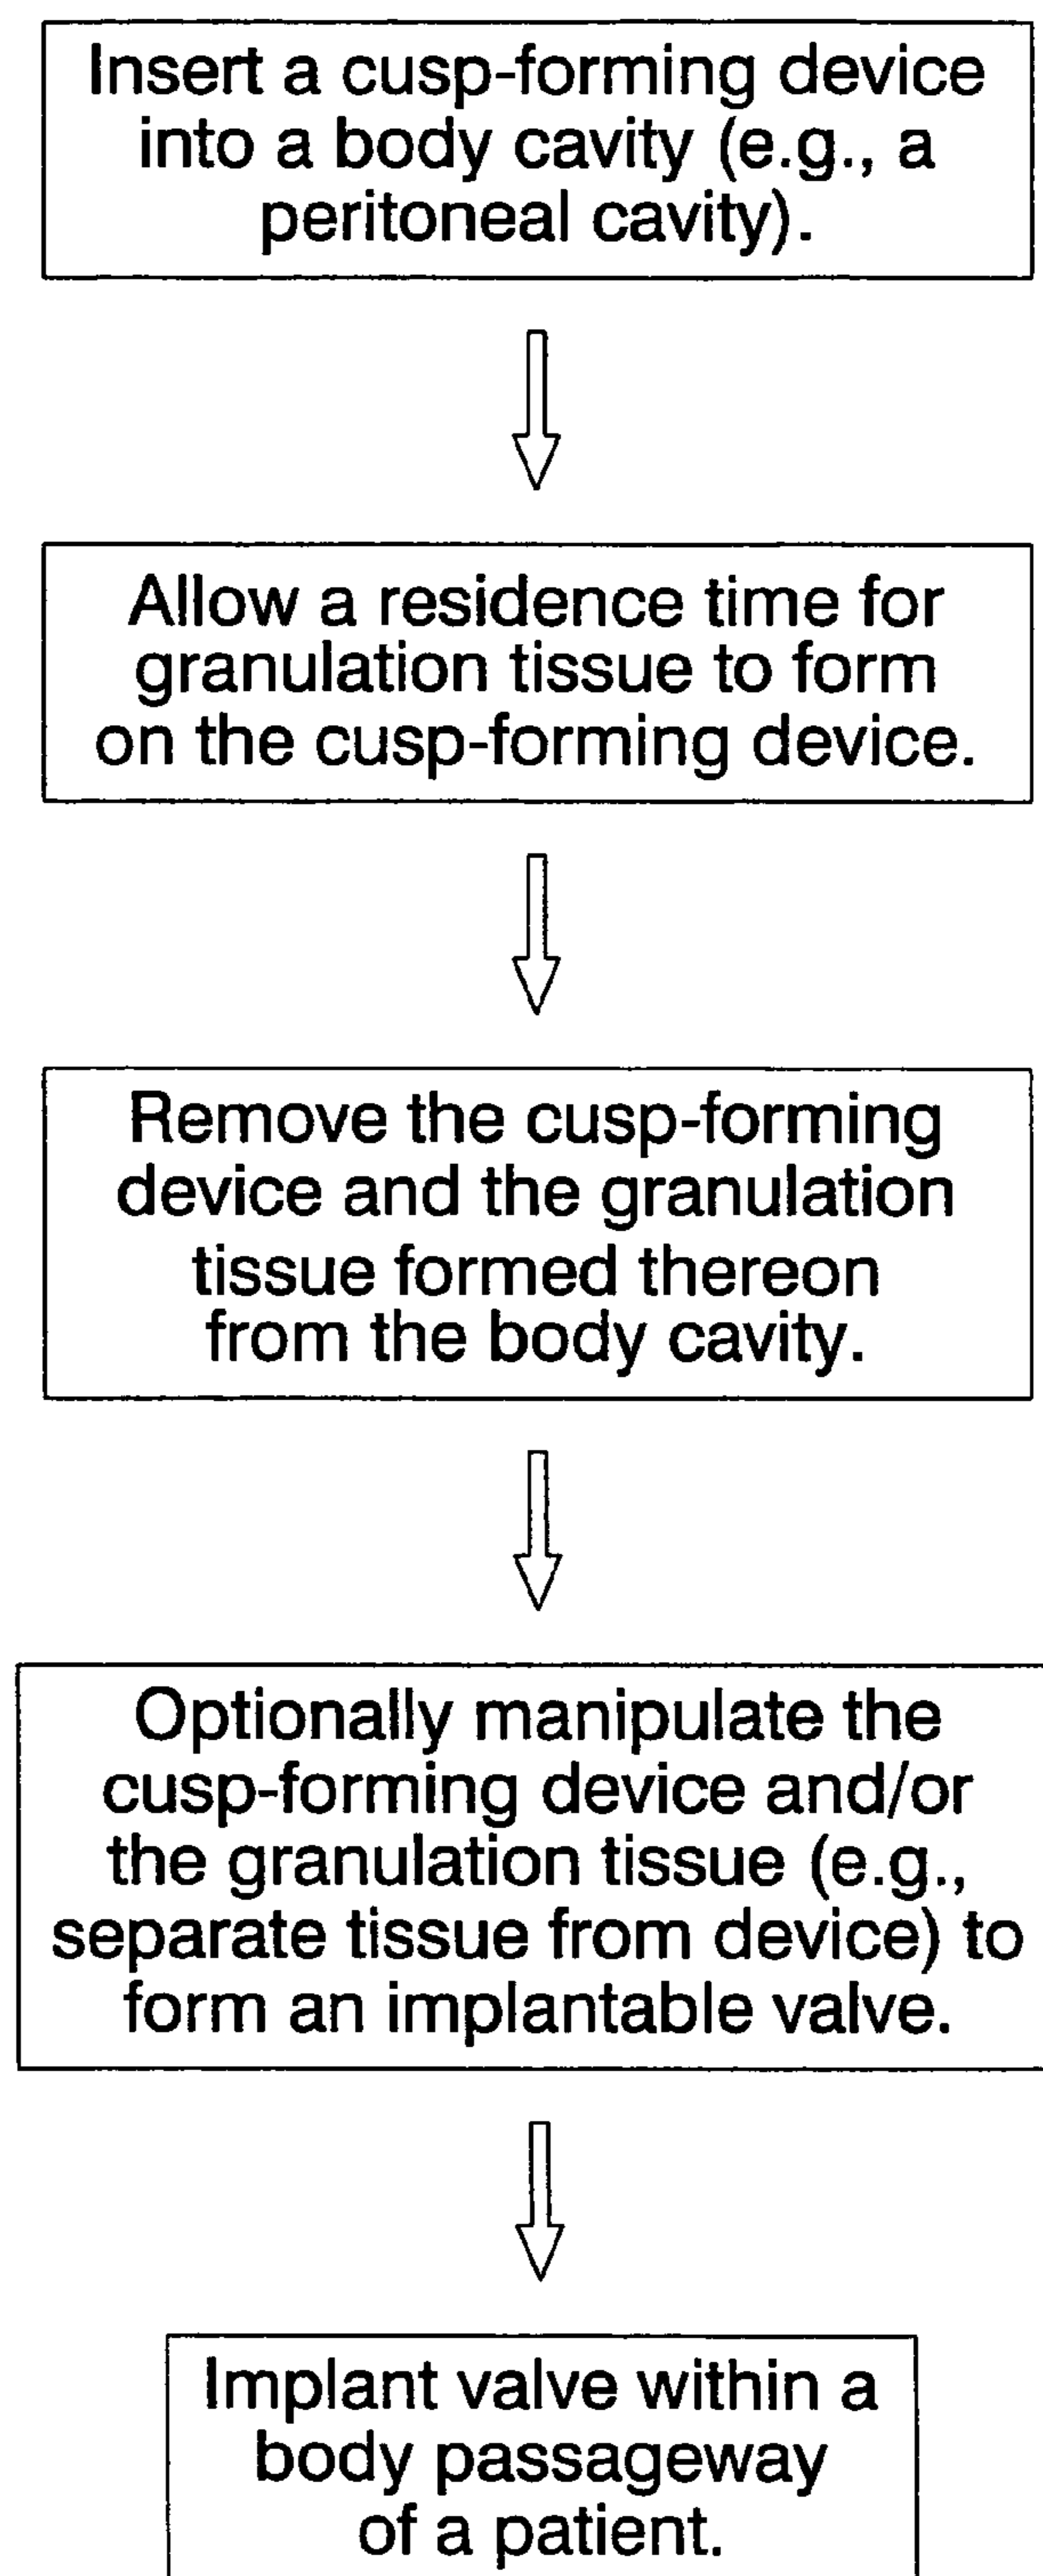 Insert a cusp-forming device
into a body cavity (e.g., a
peritoneal cavity).
Allow a residence time for
granulation tissue to form
on the cusp-forming device.
Remove the cusp-forming
device and the granulation
tissue formed thereon
from the body cavity.
Optionally manipulate the
cusp-forming device and/or
the granulation tissue (e.g.,
separate tissue from device) to
form an implantable valve.
Implant valve within a
body passageway
of a patient.